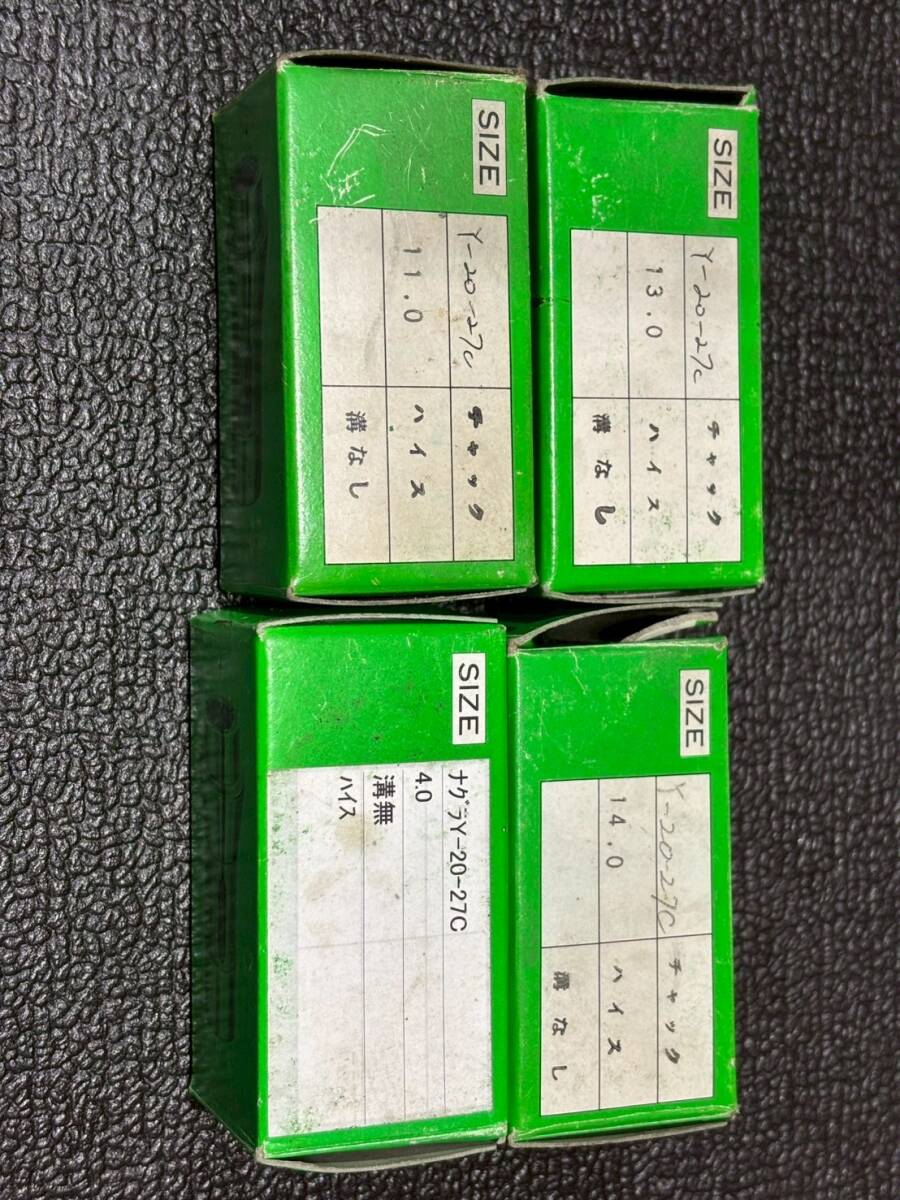 SIZE
Y-20-27C チャック
11.0 ハイス
溝なし
SIZE
Y-20-27C チャック
13.0 ハイス
溝なし
SIZE
ナグラY-20-27C
4.0
溝無
ハイス
SIZE
Y-20-27C チャック
14.0 ハイス
溝なし